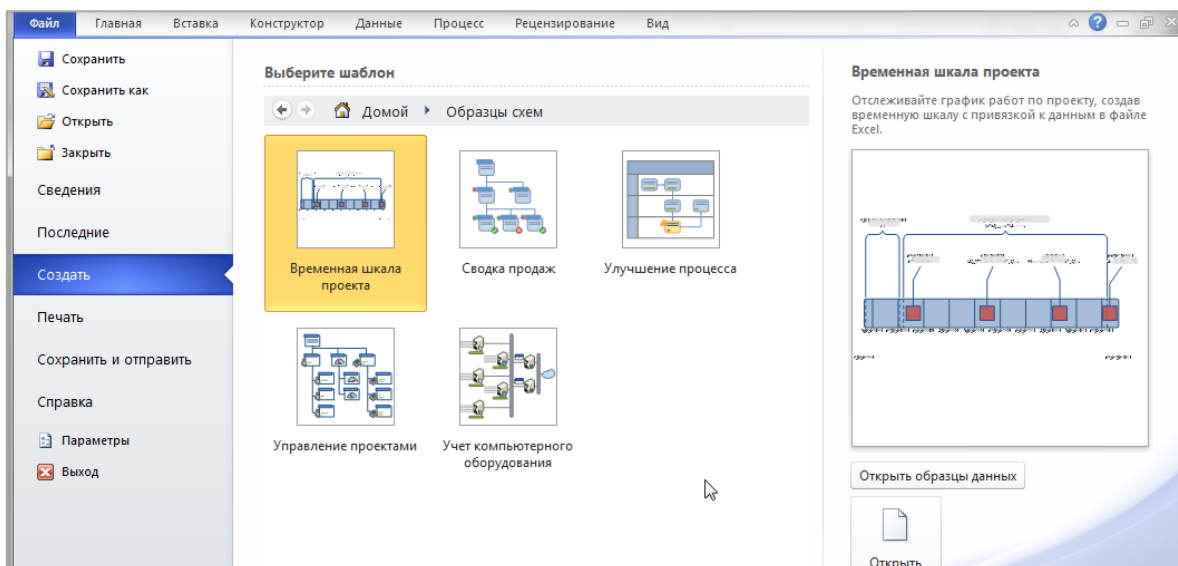 Файл Главная Вставка Конструктор Данные Процесс Рецензирование Вид
Сохранить
Сохранить как
Открыть
Закрыть
Сведения
Последние
Создать
Печать
Сохранить и отправить
Справка
Параметры
Выход
Выберите шаблон
Домой Образцы схем
Временная шкала
проекта
Сводка продаж
Улучшение процесса
Управление проектами
Учет компьютерного
оборудования
Временная шкала проекта
Отслеживайте график работ по проекту, создав
временную шкалу с привязкой к данным в файле
Excel.
Открыть образцы данных
Открыть